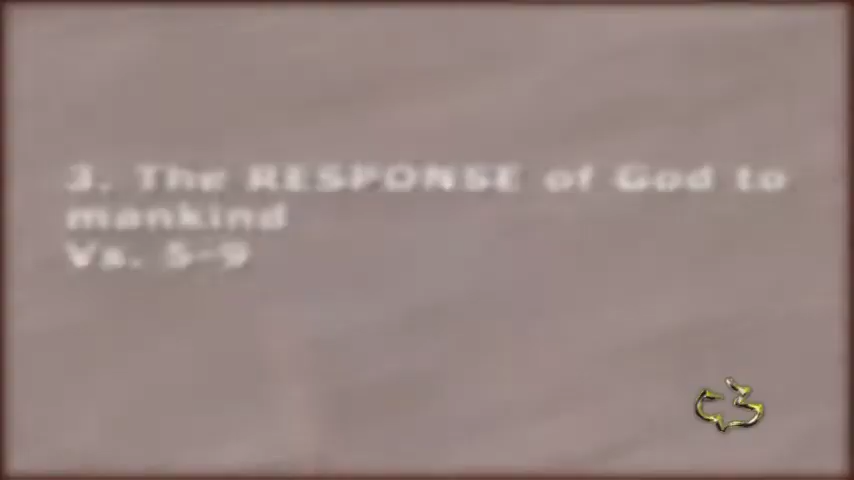 3. The RESPONSE of God to
mankind
Vs. 5-9